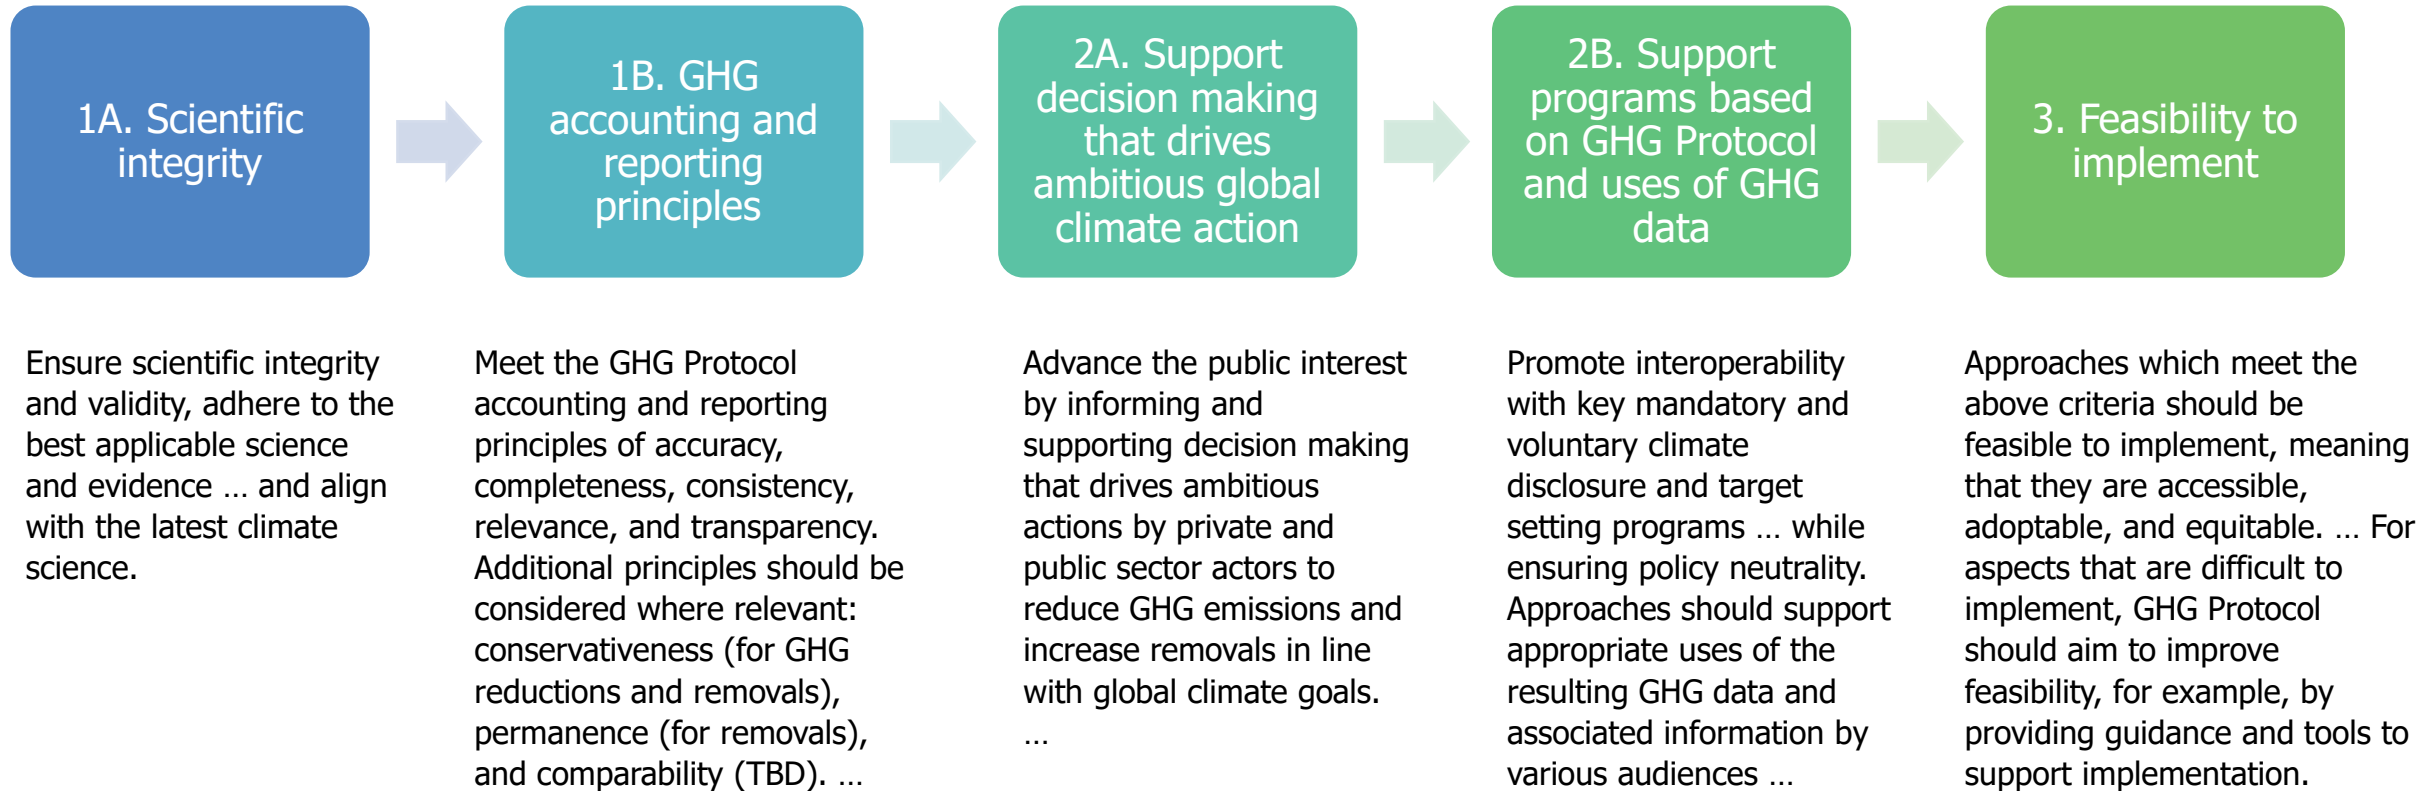 1A. Scientific
integrity
1B. GHG
accounting and
reporting
principles
2A. Support
decision making
that drives
ambitious global
climate action
2B. Support
programs based
on GHG Protocol
and uses of GHG
data
3. Feasibility to
implement
Ensure scientific integrity
and validity, adhere to the
best applicable science
and evidence … and align
with the latest climate
science.
Meet the GHG Protocol
accounting and reporting
principles of accuracy,
completeness, consistency,
relevance, and transparency.
Additional principles should be
considered where relevant:
conservativeness (for GHG
reductions and removals),
permanence (for removals),
and comparability (TBD). …
Advance the public interest
by informing and
supporting decision making
that drives ambitious
actions by private and
public sector actors to
reduce GHG emissions and
increase removals in line
with global climate goals.
…
Promote interoperability
with key mandatory and
voluntary climate
disclosure and target
setting programs … while
ensuring policy neutrality.
Approaches should support
appropriate uses of the
resulting GHG data and
associated information by
various audiences …
Approaches which meet the
above criteria should be
feasible to implement, meaning
that they are accessible,
adoptable, and equitable. … For
aspects that are difficult to
implement, GHG Protocol
should aim to improve
feasibility, for example, by
providing guidance and tools to
support implementation.